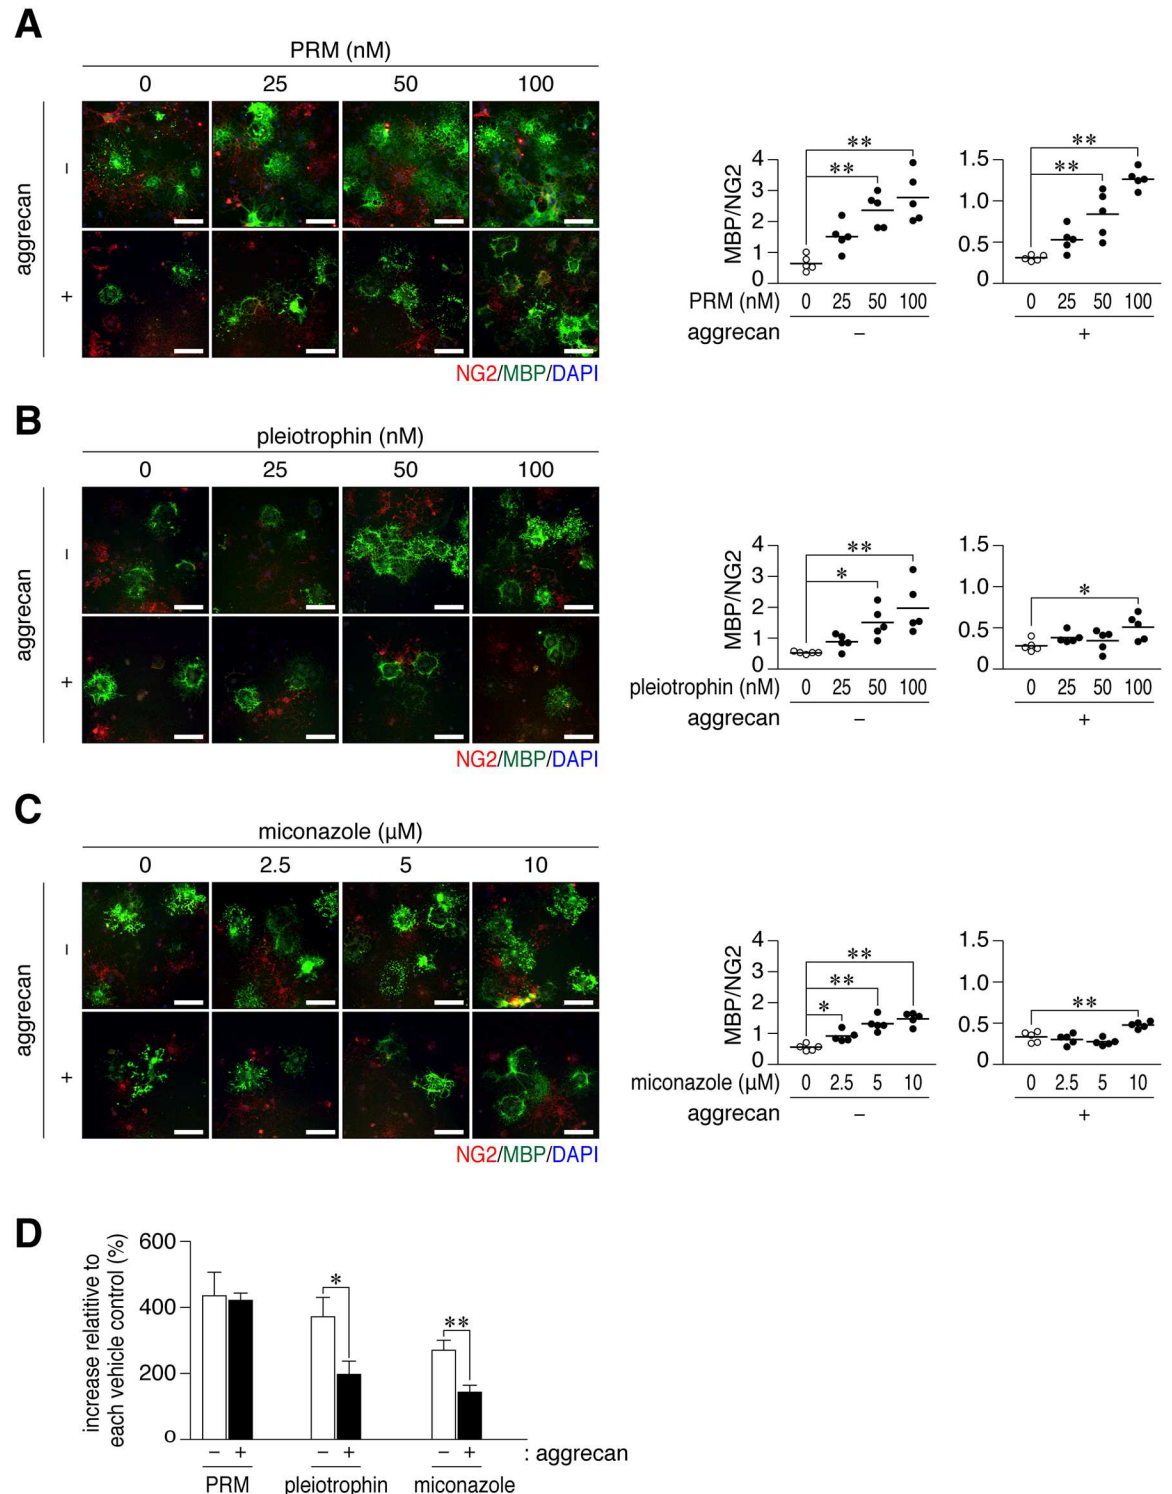 A
PRM (nM)
0 25 50 100
aggrecan
–
+
NG2/MBP/DAPI
MBP/NG2
4
3
2
1
0
** **
1.5
1.0
0.5
0
** **
PRM (nM) 0 25 50 100 0 25 50 100
aggrecan – +
B
pleiotrophin (nM)
0 25 50 100
aggrecan
–
+
NG2/MBP/DAPI
MBP/NG2
4
3
2
1
0
** *
1.5
1.0
0.5
0
*
pleiotrophin (nM) 0 25 50 100 0 25 50 100
aggrecan – +
C
miconazole (µM)
0 2.5 5 10
aggrecan
–
+
NG2/MBP/DAPI
MBP/NG2
4
3
2
1
0
** ** *
1.5
1.0
0.5
0
**
miconazole (µM) 0 2.5 5 10 0 2.5 5 10
aggrecan – +
D
increase relatitive to
each vehicle control (%)
600
400
200
0
* **
– + – + – + : aggrecan
PRM pleiotrophin miconazole